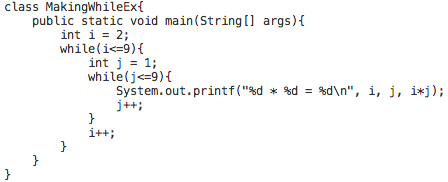 class MakingWhileEx{
    public static void main(String[] args){
        int i = 2;
        while(i<=9){
            int j = 1;
            while(j<=9){
                System.out.printf("%d * %d = %d\n", i, j, i*j);
                j++;
            }
            i++;
        }
    }
}